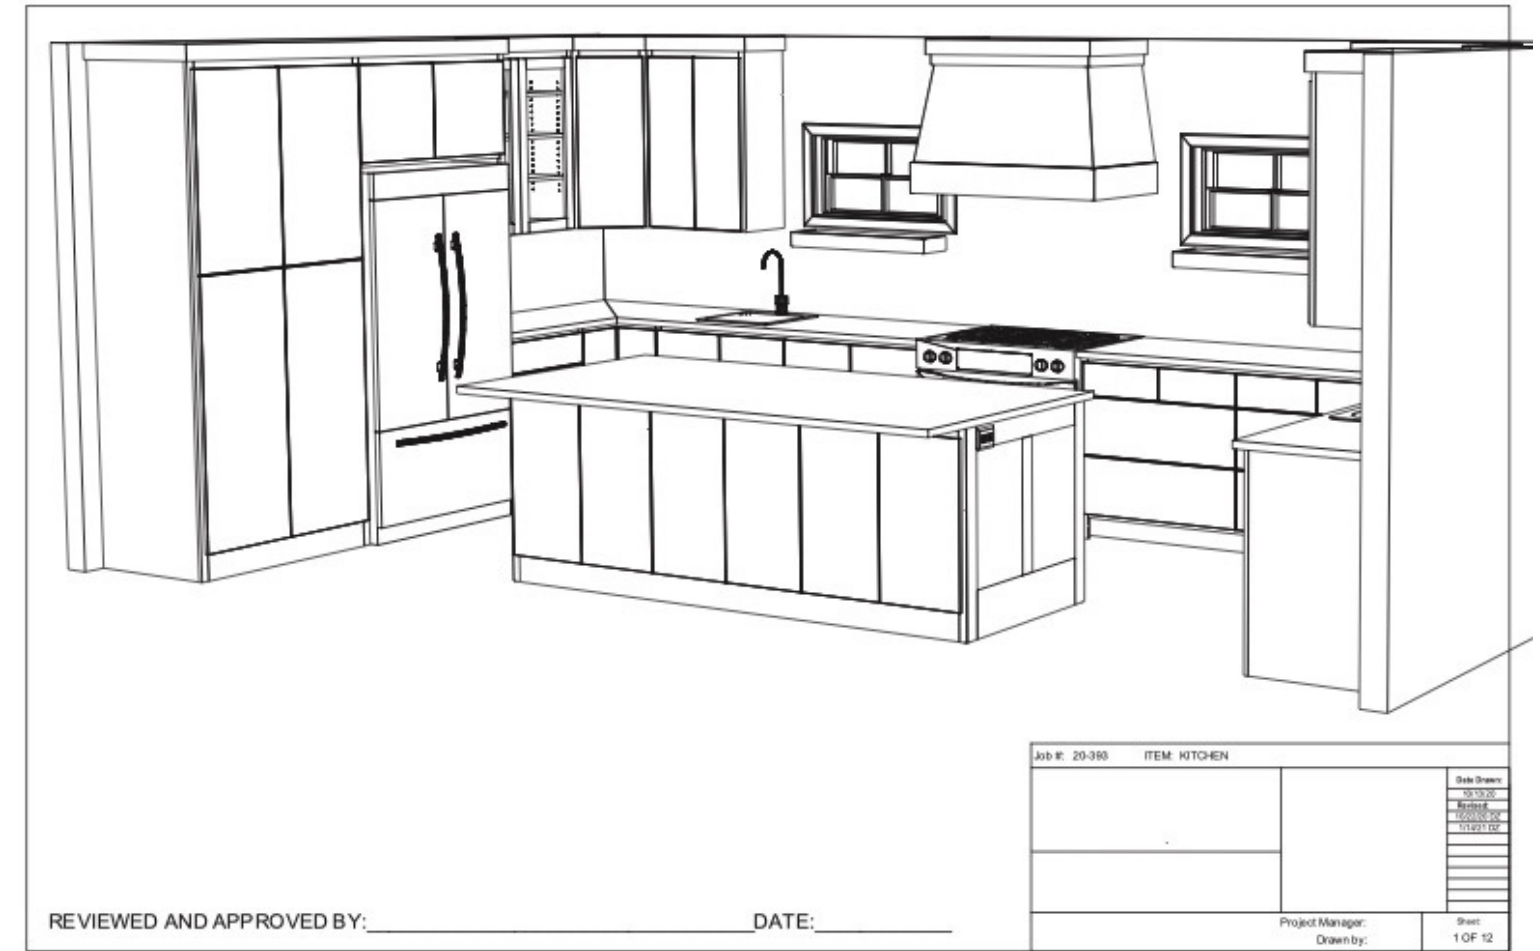 Job #: 20-393 ITEM: KITCHEN
Date Drawn:
10/13/20
Revised:
1/14/21 DZ
REVIEWED AND APPROVED BY: DATE:
Project Manager:
Drawn by:
Sheet:
1 OF 12